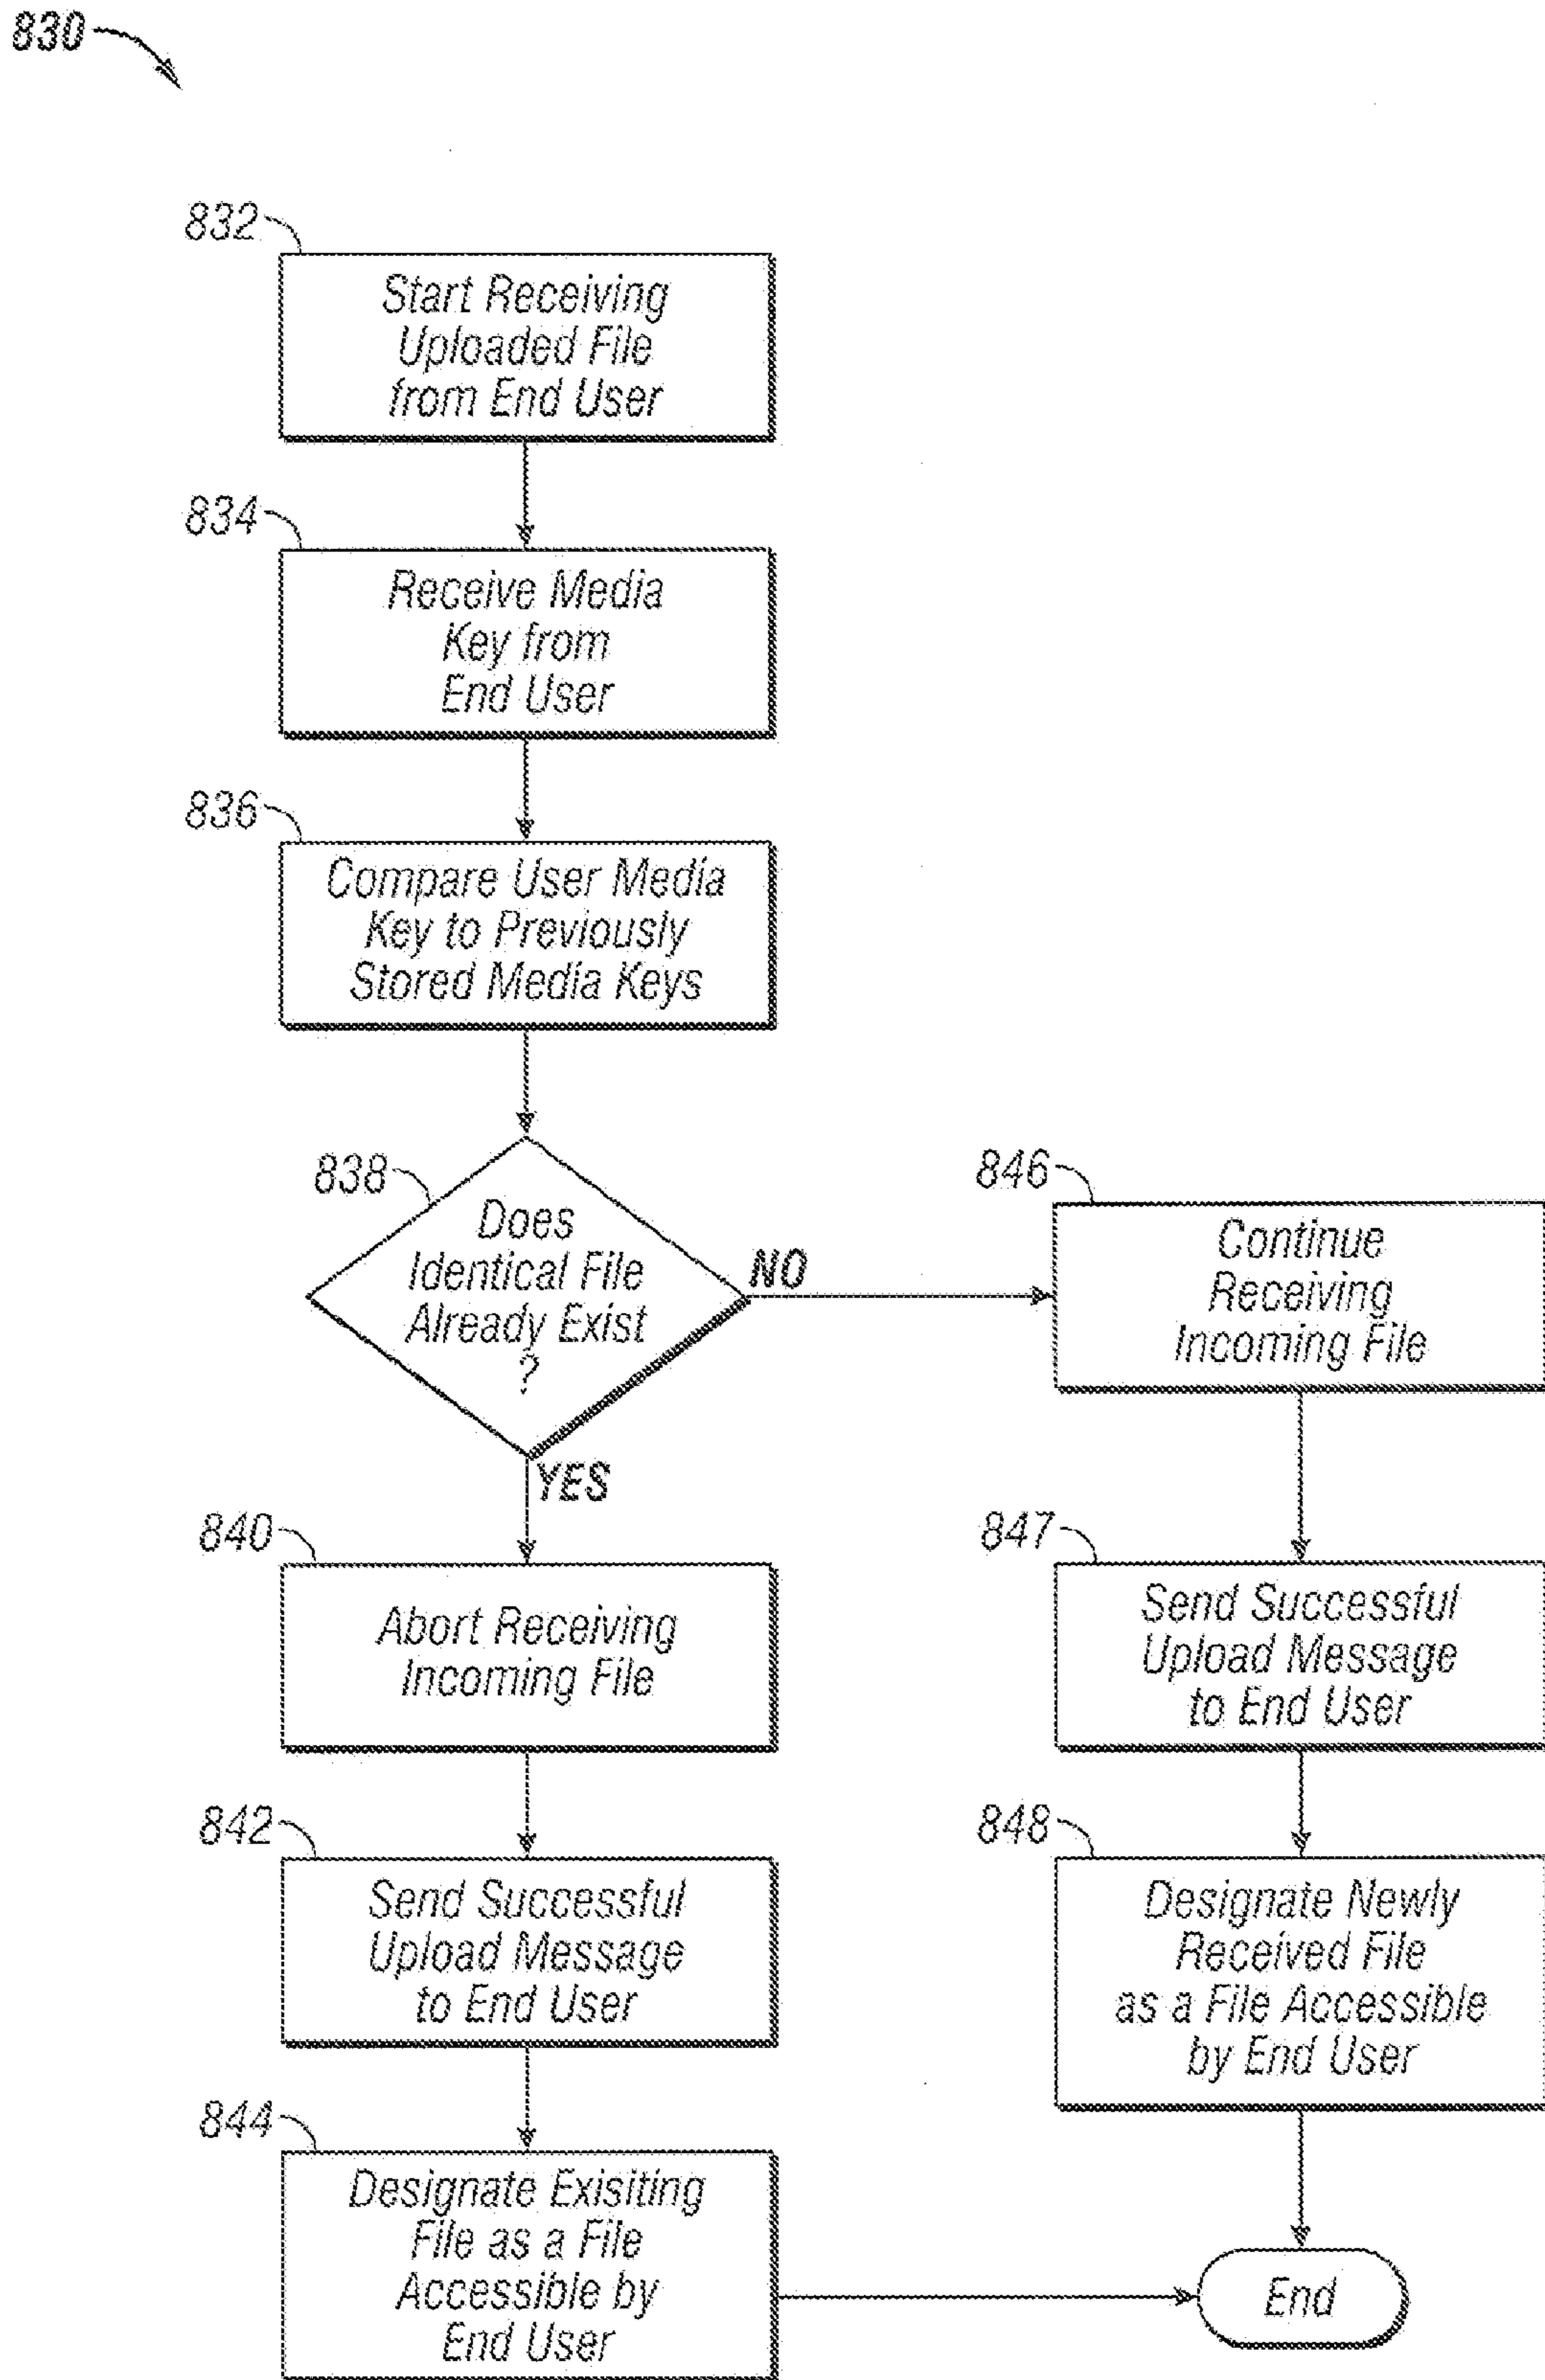 830
832
Start Receiving
Uploaded File
from End User
834
Receive Media
Key from
End User
836
Compare User Media
Key to Previously
Stored Media Keys
838
Does
Identical File
Already Exist
?
NO
YES
846
Continue
Receiving
Incoming File
840
Abort Receiving
Incoming File
847
Send Successful
Upload Message
to End User
842
Send Successful
Upload Message
to End User
848
Designate Newly
Received File
as a File Accessible
by End User
844
Designate Exisiting
File as a File
Accessible by
End User
End